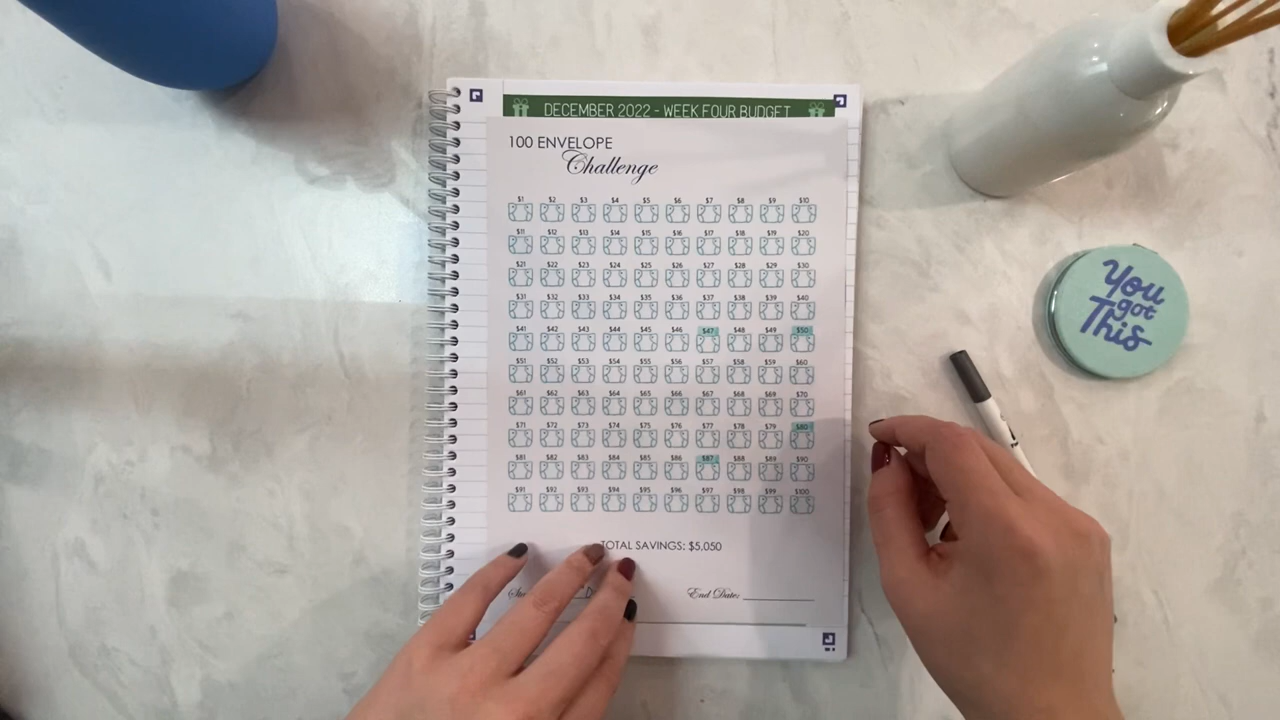 DECEMBER 2022 - WEEK FOUR BUDGET
100 ENVELOPE
Challenge
$1 $2 $3 $4 $5 $6 $7 $8 $9 $10
$11 $12 $13 $14 $15 $16 $17 $18 $19 $20
$21 $22 $23 $24 $25 $26 $27 $28 $29 $30
$31 $32 $33 $34 $35 $36 $37 $38 $39 $40
$41 $42 $43 $44 $45 $46 $47 $48 $49 $50
$51 $52 $53 $54 $55 $56 $57 $58 $59 $60
$61 $62 $63 $64 $65 $66 $67 $68 $69 $70
$71 $72 $73 $74 $75 $76 $77 $78 $79 $80
$81 $82 $83 $84 $85 $86 $87 $88 $89 $90
$91 $92 $93 $94 $95 $96 $97 $98 $99 $100
TOTAL SAVINGS: $5,050
End Date:
You
got
This